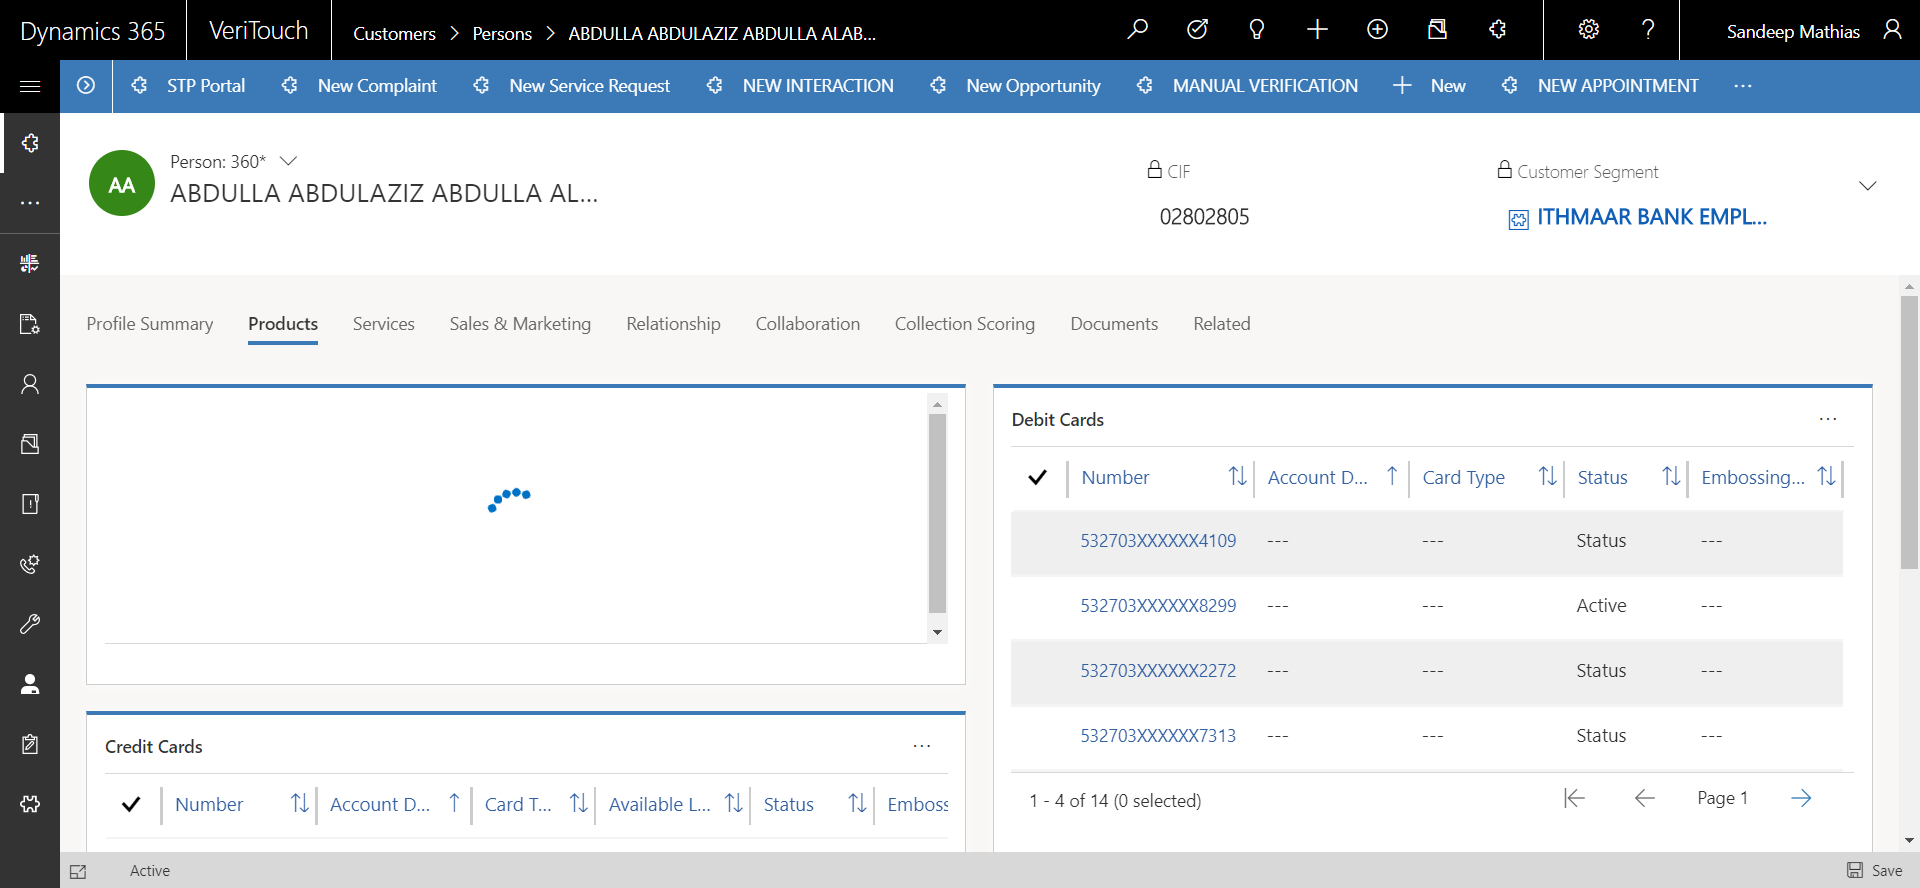 Dynamics 365
VeriTouch
Customers > Persons > ABDULLA ABDULAZIZ ABDULLA ALAB...
Sandeep Mathias
STP Portal
New Complaint
New Service Request
NEW INTERACTION
New Opportunity
MANUAL VERIFICATION
New
NEW APPOINTMENT
...
AA
Person: 360*
ABDULLA ABDULAZIZ ABDULLA AL...
CIF
02802805
Customer Segment
ITHMAAR BANK EMPL...
Profile Summary
Products
Services
Sales & Marketing
Relationship
Collaboration
Collection Scoring
Documents
Related
Debit Cards
...
Number Account D... Card Type Status Embossing...
532703XXXXXX4109 --- --- Status ---
532703XXXXXX8299 --- --- Active ---
532703XXXXXX2272 --- --- Status ---
532703XXXXXX7313 --- --- Status ---
1 - 4 of 14 (0 selected)
Page 1
Credit Cards
...
Number Account D... Card T... Available L... Status Emboss
Active
Save